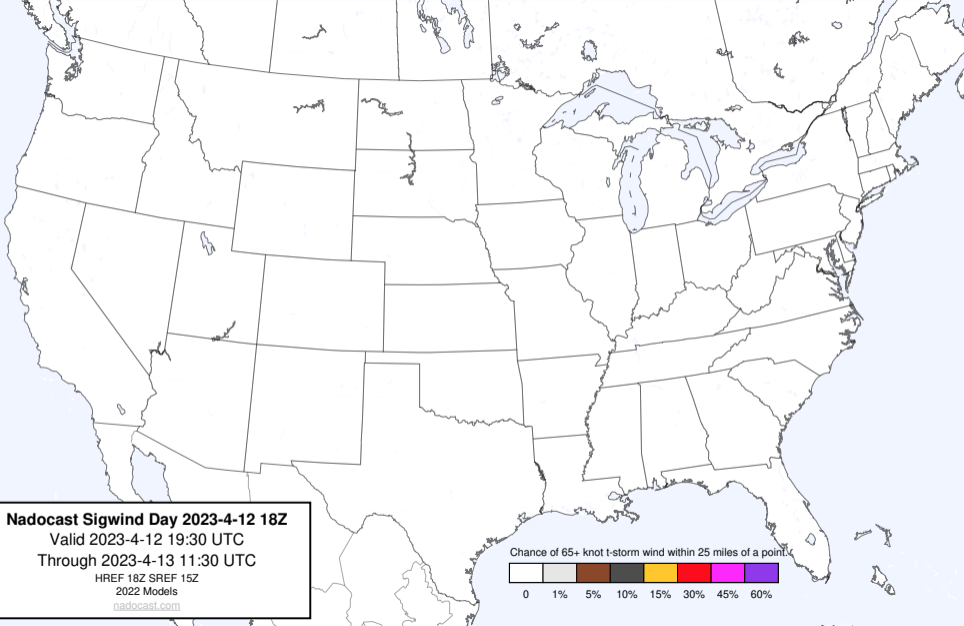 Nadocast Sigwind Day 2023-4-12 18Z
Valid 2023-4-12 19:30 UTC
Through 2023-4-13 11:30 UTC
HREF 18Z SREF 15Z
2022 Models
nadocast.com
Chance of 65+ knot t-storm wind within 25 miles of a point.
0 1% 5% 10% 15% 30% 45% 60%